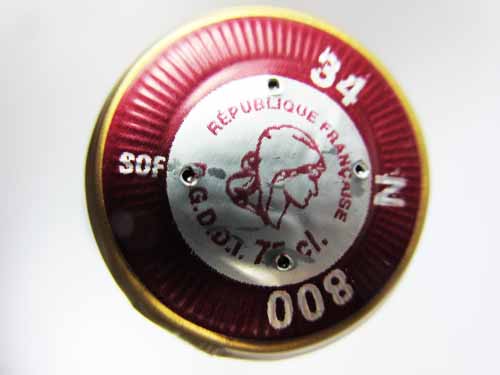 34
RÉPUBLIQUE FRANÇAISE
SOF
N
G.D.D.I. 75 cl.
008